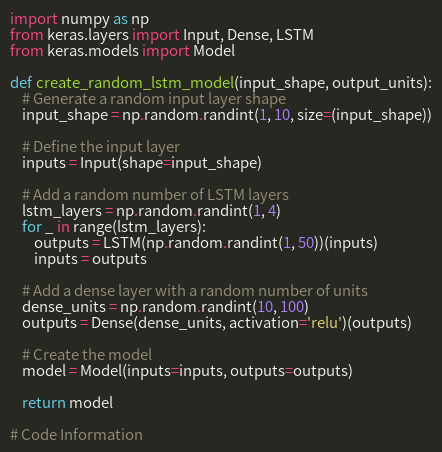 import numpy as np
from keras.layers import Input, Dense, LSTM
from keras.models import Model

def create_random_lstm_model(input_shape, output_units):
    # Generate a random input layer shape
    input_shape = np.random.randint(1, 10, size=(input_shape))

    # Define the input layer
    inputs = Input(shape=input_shape)

    # Add a random number of LSTM layers
    lstm_layers = np.random.randint(1, 4)
    for _ in range(lstm_layers):
        outputs = LSTM(np.random.randint(1, 50))(inputs)
        inputs = outputs

    # Add a dense layer with a random number of units
    dense_units = np.random.randint(10, 100)
    outputs = Dense(dense_units, activation='relu')(outputs)

    # Create the model
    model = Model(inputs=inputs, outputs=outputs)

    return model

# Code Information